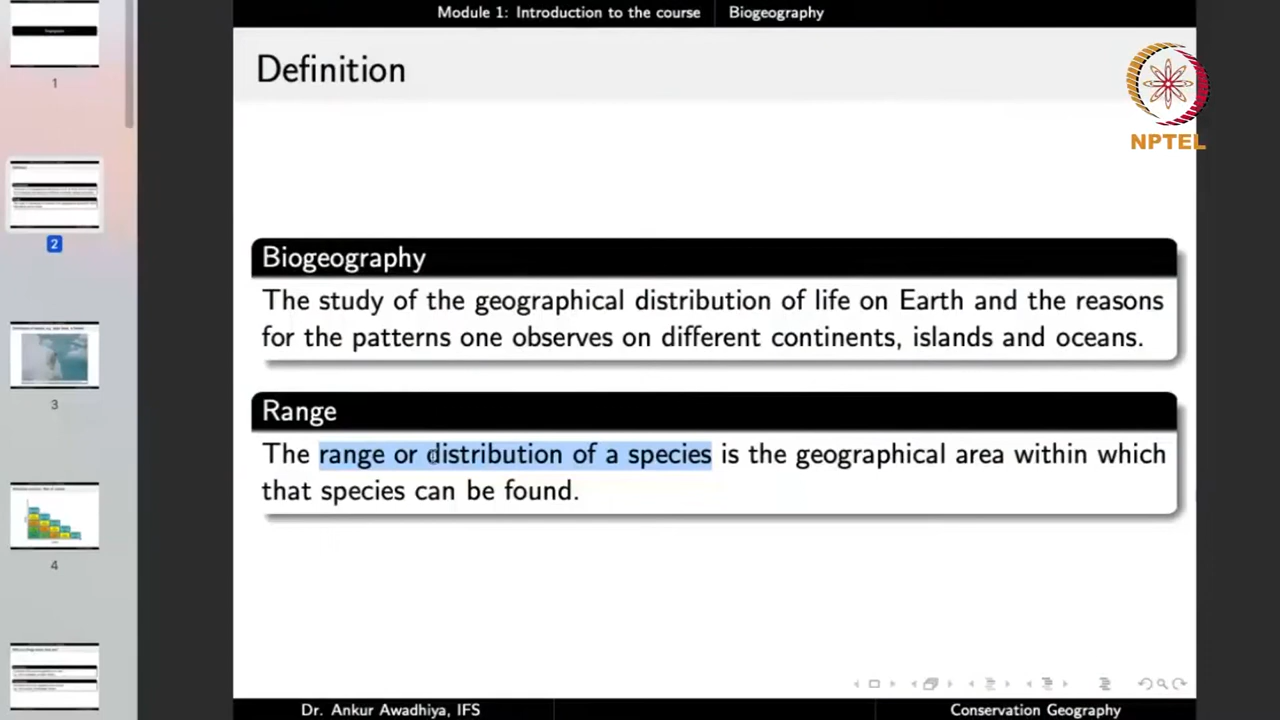 Module 1: Introduction to the course Biogeography
Definition
NPTEL
Biogeography
The study of the geographical distribution of life on Earth and the reasons
for the patterns one observes on different continents, islands and oceans.
Range
The range or distribution of a species is the geographical area within which
that species can be found.
Dr. Ankur Awadhiya, IFS Conservation Geography
1
2
3
4